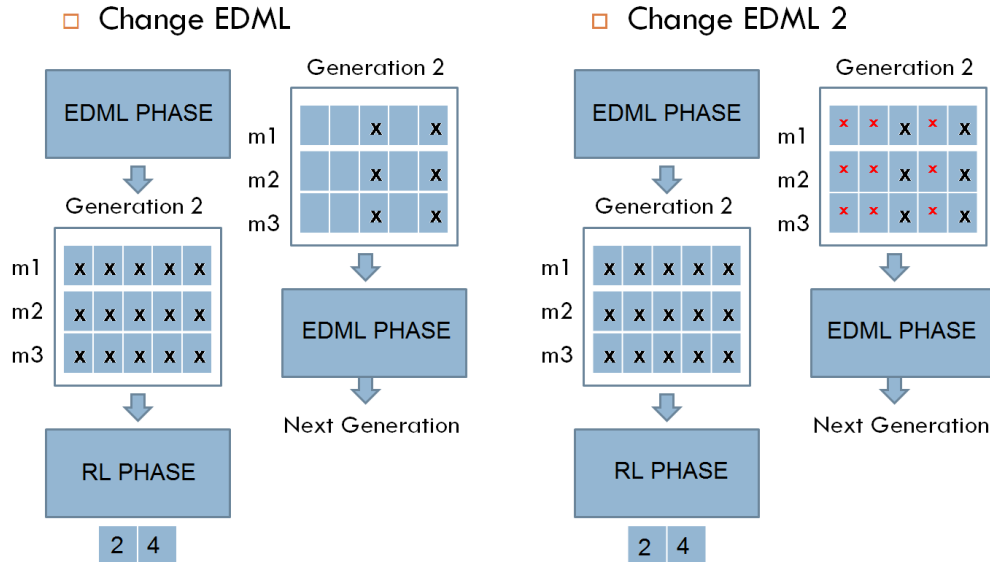 Change EDML
EDML PHASE
Generation 2
m1 x x x x x
m2 x x x x x
m3 x x x x x
RL PHASE
2 4
Generation 2
m1 x x
m2 x x
m3 x x
EDML PHASE
Next Generation
Change EDML 2
EDML PHASE
Generation 2
m1 x x x x x
m2 x x x x x
m3 x x x x x
RL PHASE
2 4
Generation 2
m1 x x x x x
m2 x x x x x
m3 x x x x x
EDML PHASE
Next Generation